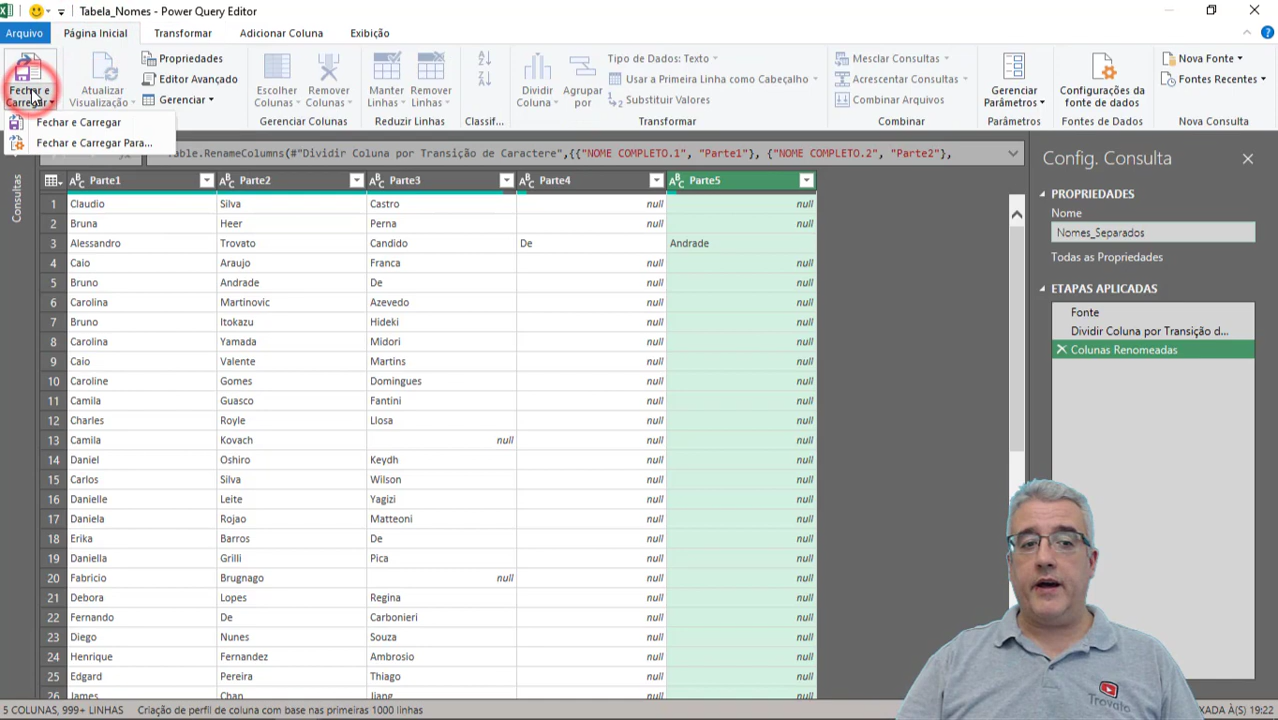 Tabela_Nomes - Power Query Editor
Arquivo Página Inicial Transformar Adicionar Coluna Exibição
Fechar e Carregar
Atualizar Visualização
Propriedades
Editor Avançado
Gerenciar
Escolher Colunas
Remover Colunas
Gerenciar Colunas
Manter Linhas
Remover Linhas
Reduzir Linhas
Classif...
Dividir Coluna
Agrupar por
Tipo de Dados: Texto
Usar a Primeira Linha como Cabeçalho
Substituir Valores
Transformar
Mesclar Consultas
Acrescentar Consultas
Combinar Arquivos
Combinar
Gerenciar Parâmetros
Parâmetros
Configurações da fonte de dados
Fontes de Dados
Nova Fonte
Fontes Recentes
Nova Consulta
Fechar e Carregar
Fechar e Carregar Para...
Table.RenameColumns(#"Dividir Coluna por Transição de Caractere",{{"NOME COMPLETO.1", "Parte1"}, {"NOME COMPLETO.2", "Parte2"},
Consultas
Parte1 Parte2 Parte3 Parte4 Parte5
1 Claudio Silva Castro null null
2 Bruna Heer Perna null null
3 Alessandro Trovato Candido De Andrade
4 Caio Araujo Franca null null
5 Bruno Andrade De null null
6 Carolina Martinovic Azevedo null null
7 Bruno Itokazu Hideki null null
8 Carolina Yamada Midori null null
9 Caio Valente Martins null null
10 Caroline Gomes Domingues null null
11 Camila Guasco Fantini null null
12 Charles Royle Llosa null null
13 Camila Kovach null null null
14 Daniel Oshiro Keydh null null
15 Carlos Silva Wilson null null
16 Danielle Leite Yagizi null null
17 Daniela Rojao Matteoni null null
18 Erika Barros De null null
19 Daniella Grilli Pica null null
20 Fabricio Brugnago null null null
21 Debora Lopes Regina null null
22 Fernando De Carbonieri null null
23 Diego Nunes Souza null null
24 Henrique Fernandez Ambrosio null null
25 Edgard Pereira Thiago null null
26 James Chan Jiang null null
Config. Consulta
PROPRIEDADES
Nome
Nomes_Separados
Todas as Propriedades
ETAPAS APLICADAS
Fonte
Dividir Coluna por Transição d...
Colunas Renomeadas
Trovato
5 COLUNAS, 999+ LINHAS Criação de perfil de coluna com base nas primeiras 1000 linhas
XADA À(S) 19:22